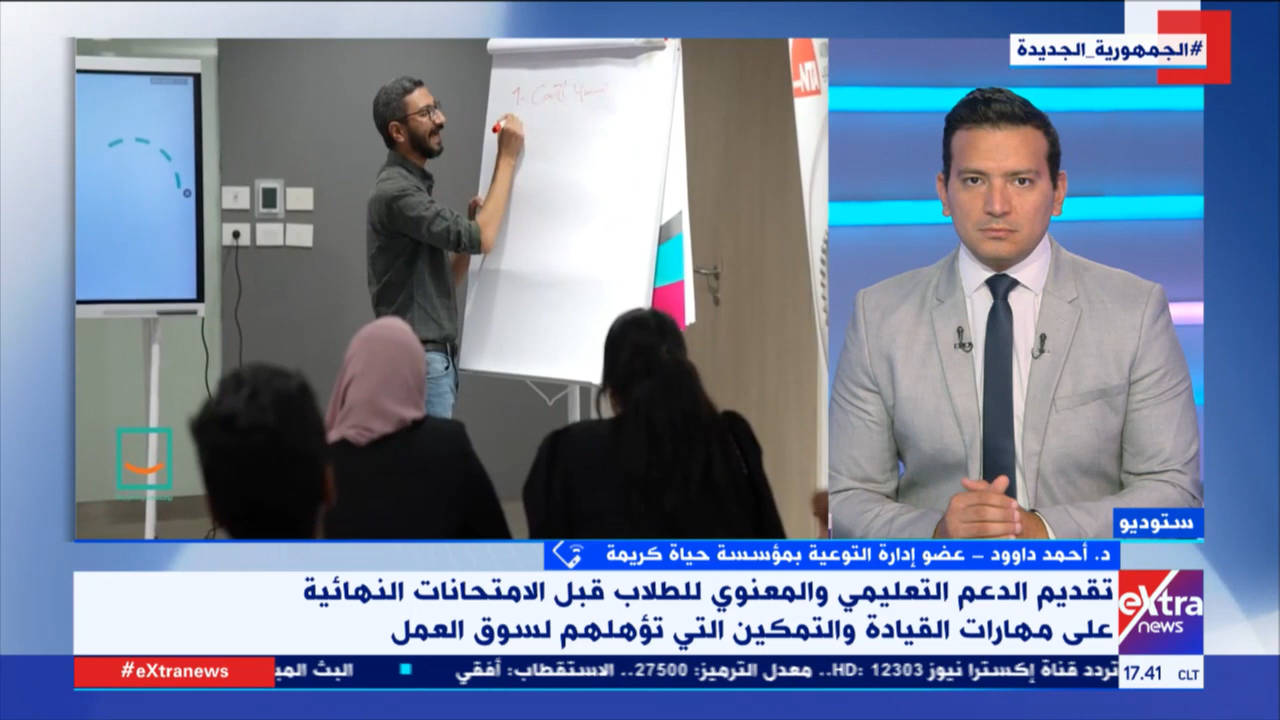 #الجمهورية_الجديدة
NTA
1-
ستوديو
د. أحمد داوود - عضو إدارة التوعية بمؤسسة حياة كريمة
تقديم الدعم التعليمي والمعنوي للطلاب قبل الامتحانات النهائية
على مهارات القيادة والتمكين التي تؤهلهم لسوق العمل
eXtra
news
تردد قناة إكسترا نيوز HD: 12303.. معدل الترميز: 27500.. الاستقطاب: أفقي
البث
#eXtranews
17.41 CLT